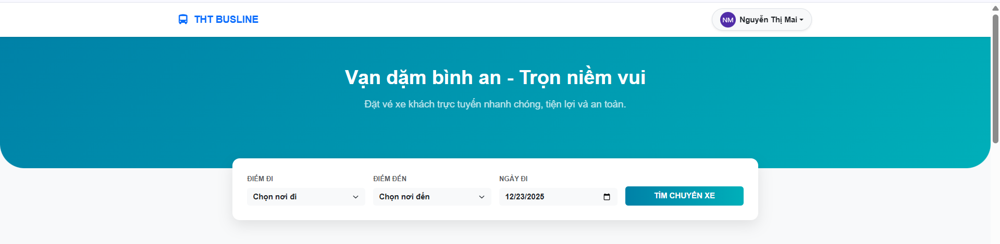 THT BUSLINE
NM Nguyễn Thị Mai
Vạn dặm bình an - Trọn niềm vui
Đặt vé xe khách trực tuyến nhanh chóng, tiện lợi và an toàn.
ĐIỂM ĐI
Chọn nơi đi
ĐIỂM ĐẾN
Chọn nơi đến
NGÀY ĐI
12/23/2025
TÌM CHUYẾN XE